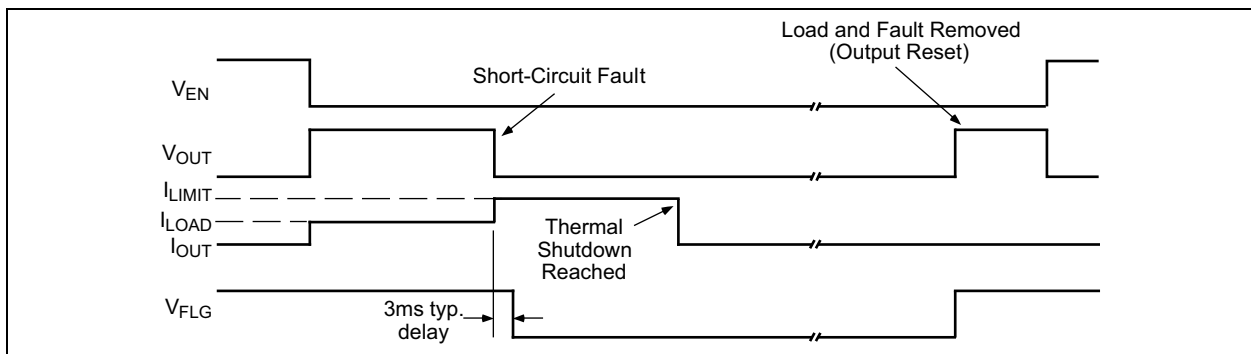 Load and Fault Removed
(Output Reset)
Short-Circuit Fault
VEN
VOUT
ILIMIT
ILOAD
IOUT
Thermal
Shutdown
Reached
VFLG
3ms typ.
delay